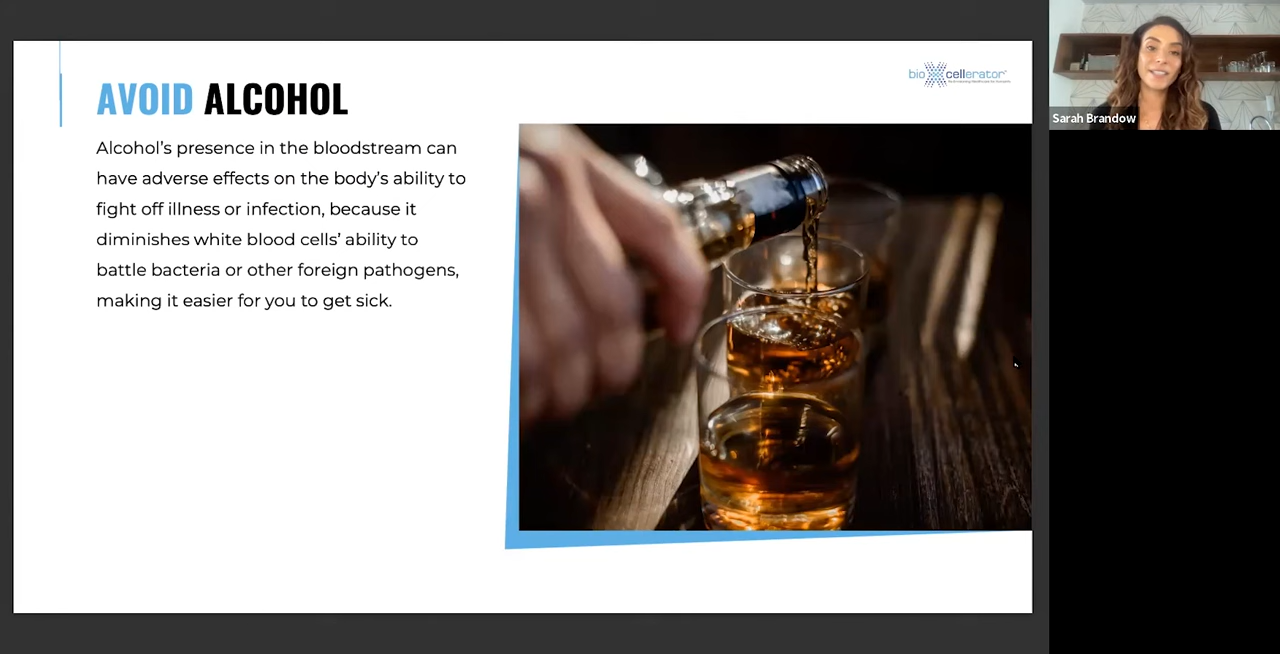 AVOID ALCOHOL
Alcohol’s presence in the bloodstream can
have adverse effects on the body’s ability to
fight off illness or infection, because it
diminishes white blood cells’ ability to
battle bacteria or other foreign pathogens,
making it easier for you to get sick.
bio cellerator
Sarah Brandow